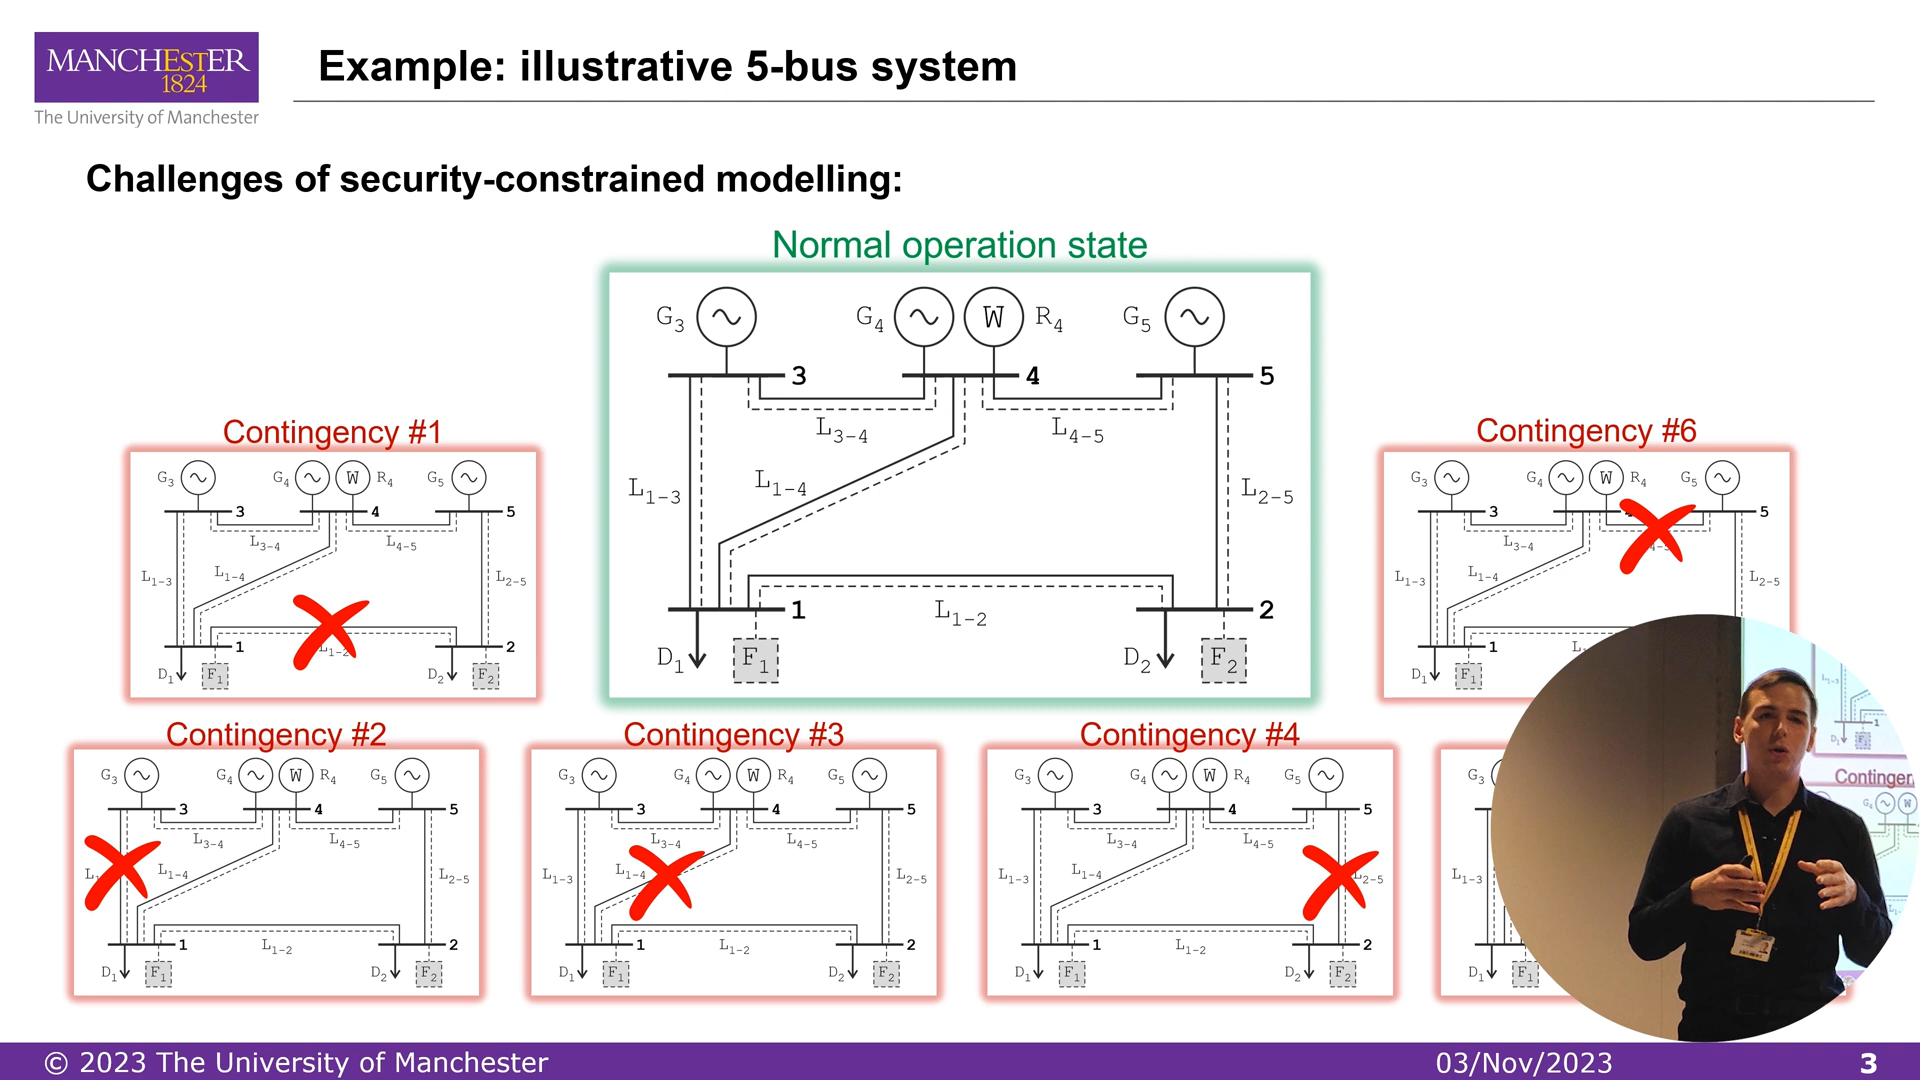 MANCHESTER
1824
The University of Manchester
Example: illustrative 5-bus system
Challenges of security-constrained modelling:
Normal operation state
G3 G4 W R4 G5
3 4 5
L3-4 L4-5
L1-3 L1-4 L2-5
1 L1-2 2
D1 F1 D2 F2
Contingency #1
G3 G4 W R4 G5
3 4 5
L3-4 L4-5
L1-3 L1-4 L2-5
1 2
D1 F1 D2 F2
Contingency #6
G3 G4 W R4 G5
3 5
L3-4
L1-3 L1-4 L2-5
1
D1 F1
Contingency #2
G3 G4 W R4 G5
3 4 5
L3-4 L4-5
L1-4 L2-5
1 L1-2 2
D1 F1 D2 F2
Contingency #3
G3 G4 W R4 G5
3 4 5
L3-4 L4-5
L1-3 L1-4 L2-5
1 L1-2 2
D1 F1 D2 F2
Contingency #4
G3 G4 W R4 G5
3 4 5
L3-4 L4-5
L1-3 L1-4 L2-5
1 L1-2 2
D1 F1 D2 F2
G3
L1-3
D1 F1
© 2023 The University of Manchester
03/Nov/2023
3